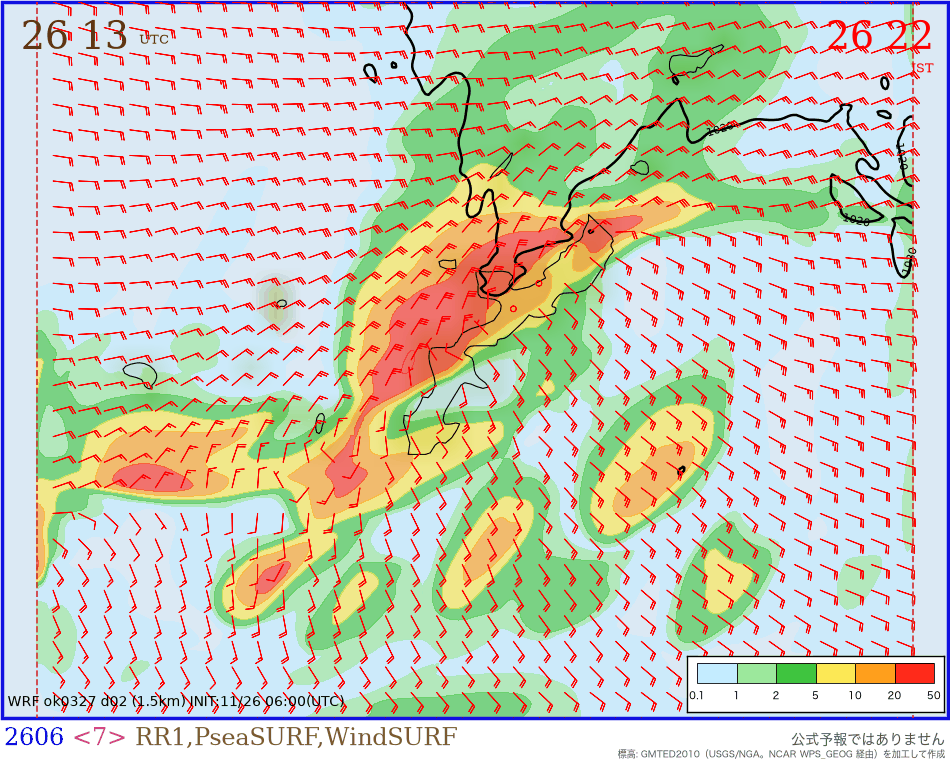 26 13 UTC
26 22
JST
1020
1020
1020
1020
WRF ok0327 d02 (1.5km) INIT:11/26 06:00(UTC)
0.1 1 2 5 10 20 50
2606 <7> RR1,PseaSURF,WindSURF
公式予報ではありません
標高: GMTED2010（USGS/NGA。NCAR WPS_GEOG 経由）を加工して作成